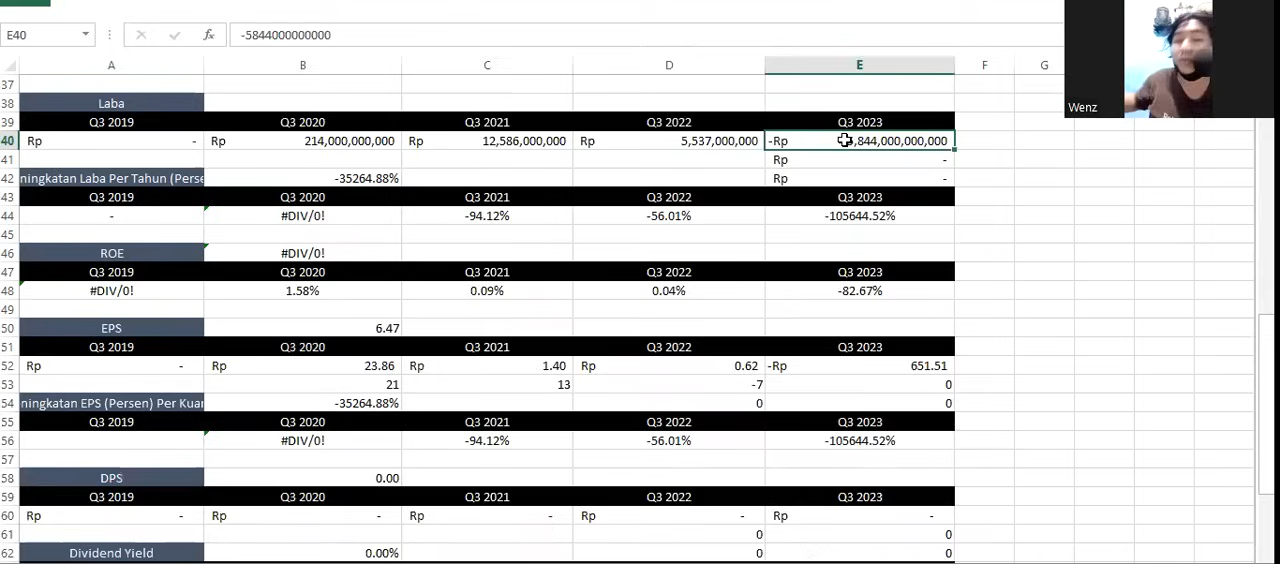 E40 fx -5844000000000
A B C D E F G
Wenz
37
38 Laba
39 Q3 2019 Q3 2020 Q3 2021 Q3 2022 Q3 2023
40 Rp - Rp 214,000,000,000 Rp 12,586,000,000 Rp 5,537,000,000 -Rp ,844,000,000,000
41 Rp -
42 ningkatan Laba Per Tahun (Perse -35264.88% Rp -
43 Q3 2019 Q3 2020 Q3 2021 Q3 2022 Q3 2023
44 - #DIV/0! -94.12% -56.01% -105644.52%
45
46 ROE #DIV/0!
47 Q3 2019 Q3 2020 Q3 2021 Q3 2022 Q3 2023
48 #DIV/0! 1.58% 0.09% 0.04% -82.67%
49
50 EPS 6.47
51 Q3 2019 Q3 2020 Q3 2021 Q3 2022 Q3 2023
52 Rp - Rp 23.86 Rp 1.40 Rp 0.62 -Rp 651.51
53 21 13 -7 0
54 ningkatan EPS (Persen) Per Kuar -35264.88% 0 0
55 Q3 2019 Q3 2020 Q3 2021 Q3 2022 Q3 2023
56 #DIV/0! -94.12% -56.01% -105644.52%
57
58 DPS 0.00
59 Q3 2019 Q3 2020 Q3 2021 Q3 2022 Q3 2023
60 Rp - Rp - Rp - Rp - Rp -
61 0 0
62 Dividend Yield 0.00% 0 0